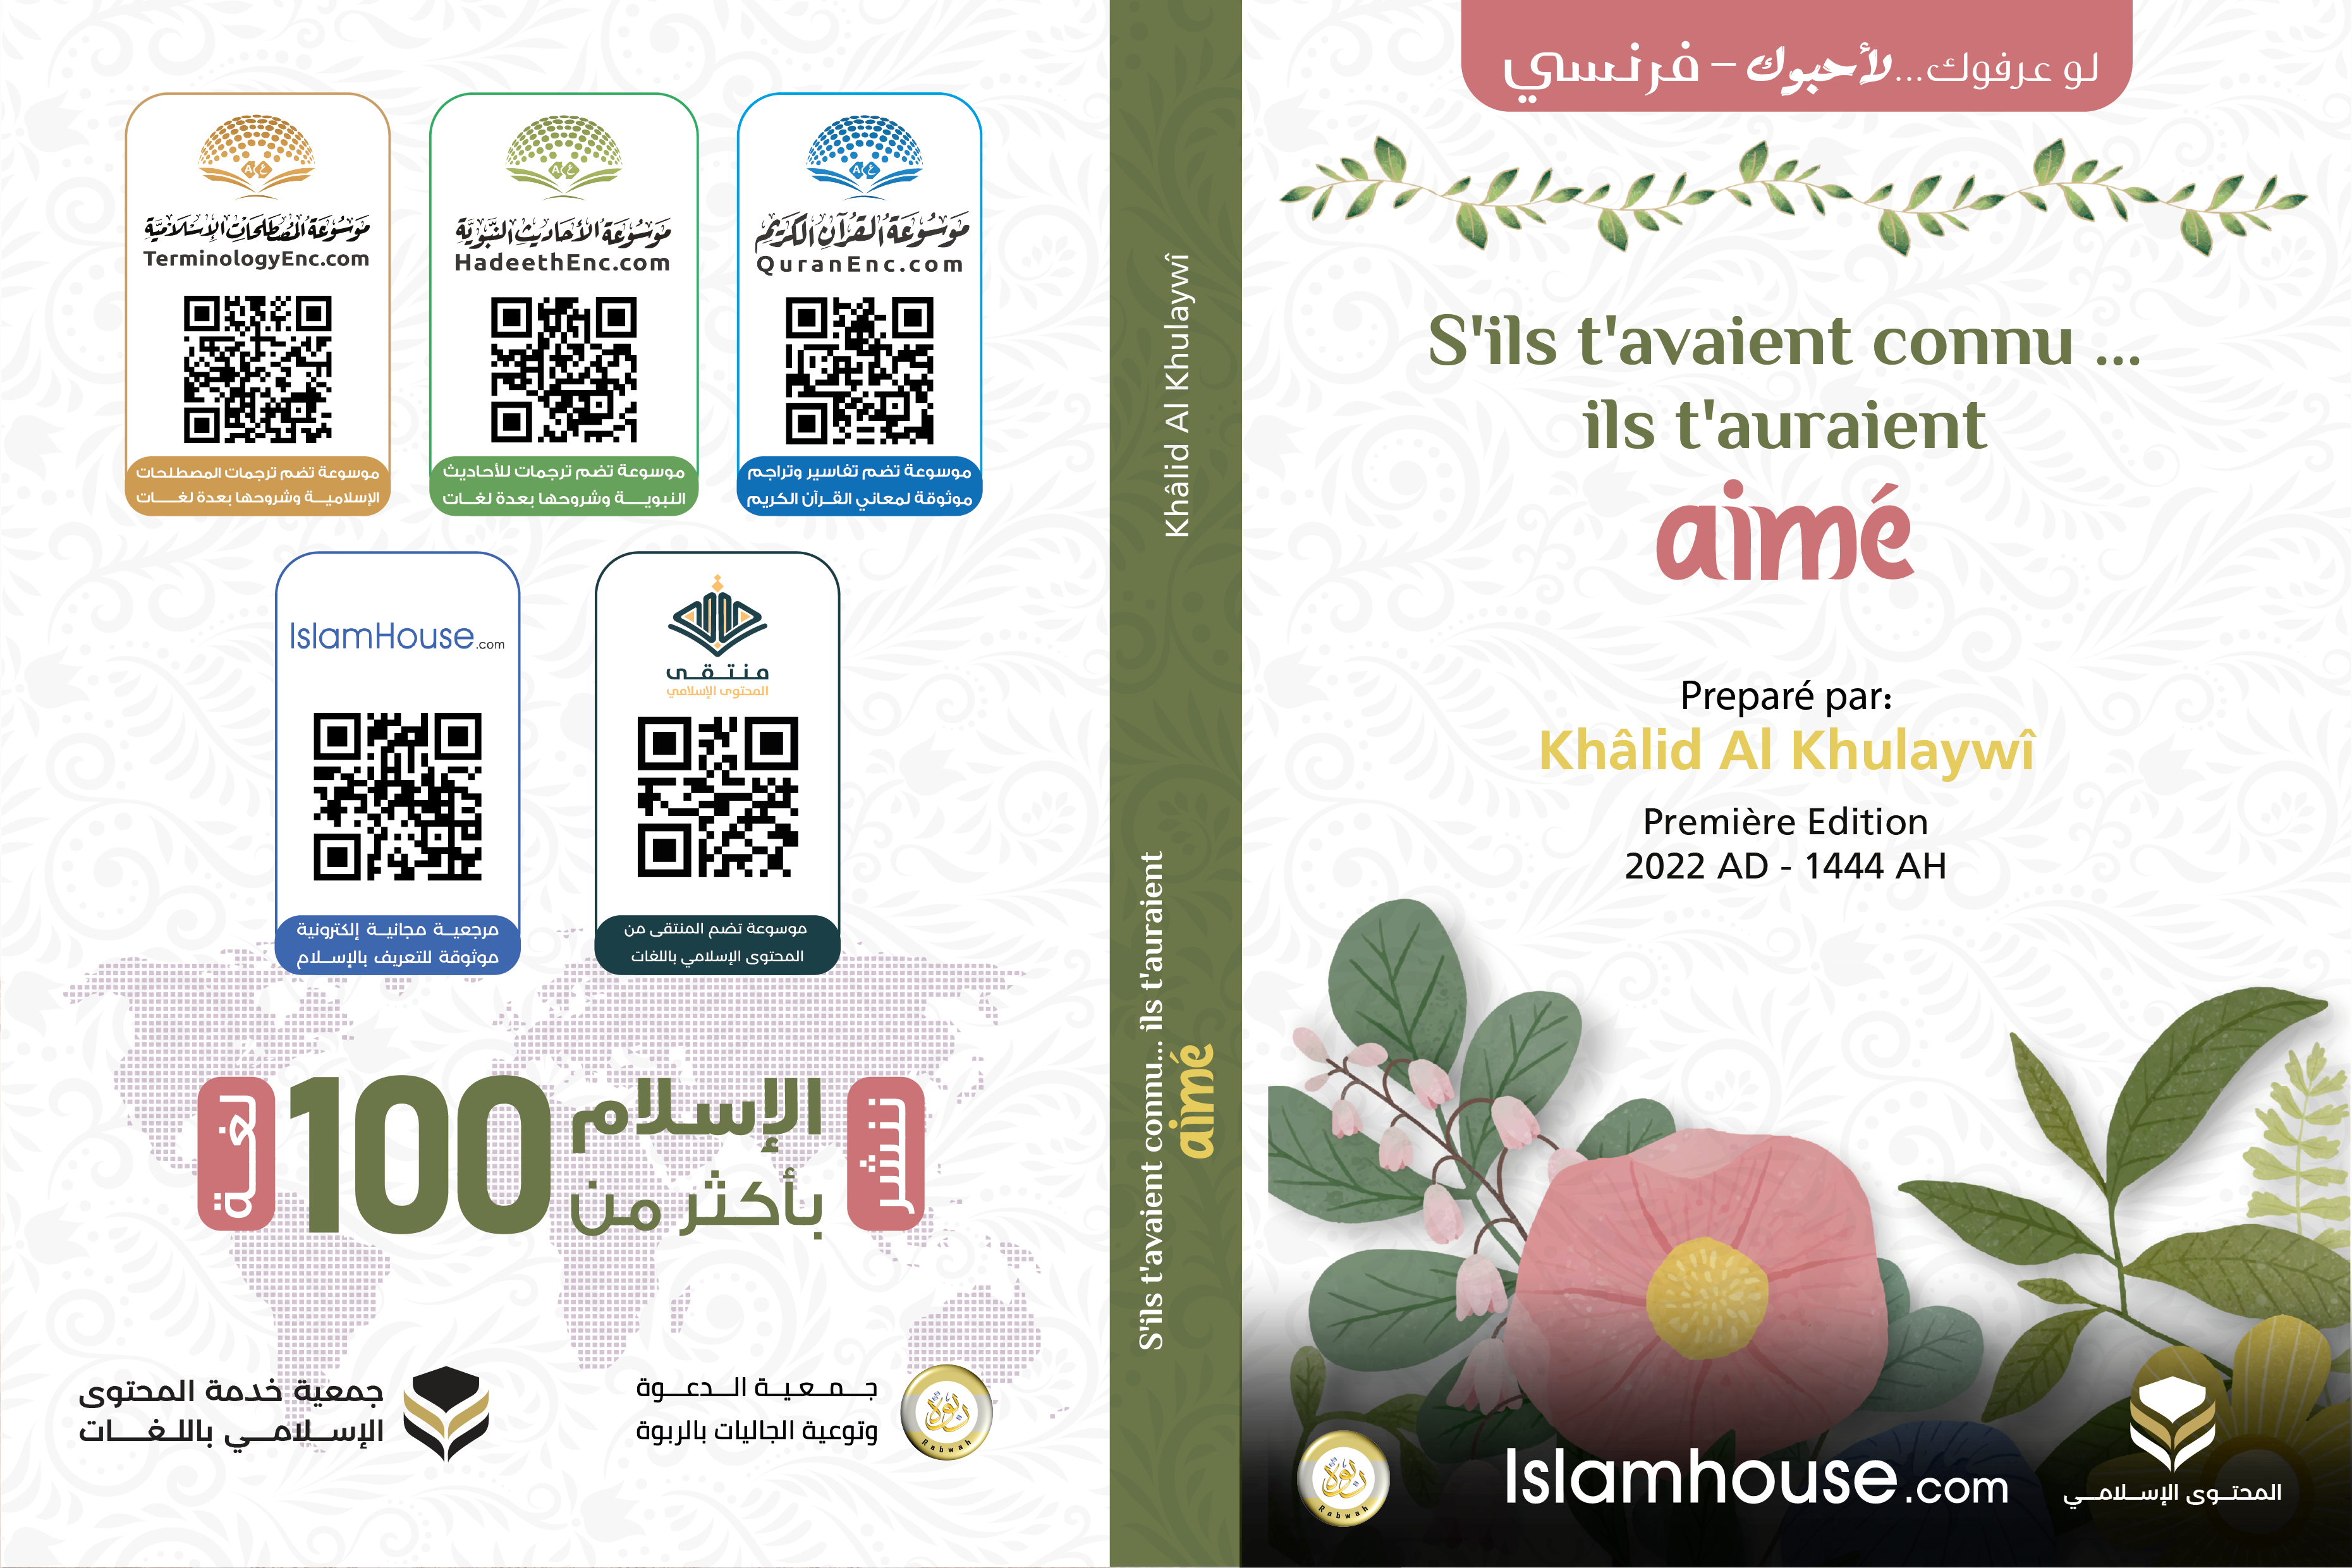 لو عرفوك...لأحبوك - فرنسي
S'ils t'avaient connu ...
ils t'auraient
aimé
Preparé par:
Khâlid Al Khulaywî
Première Edition
2022 AD - 1444 AH
Rabwah
Islamhouse.com
المحتوى الإسلامي
Khâlid Al Khulaywî
S'ils t'avaient connu... ils t'auraient
aimé
موسوعة القرآن الكريم
QuranEnc.com
موسوعة تضم تفاسير وتراجم
موثوقة لمعاني القرآن الكريم
موسوعة الأحاديث النبوية
HadeethEnc.com
موسوعة تضم ترجمات للأحاديث
النبوية وشروحها بعدة لغات
موسوعة المصطلحات الإسلامية
TerminologyEnc.com
موسوعة تضم ترجمات المصطلحات
الإسلامية وشروحها بعدة لغات
منتقى
المحتوى الإسلامي
موسوعة تضم المنتقى من
المحتوى الإسلامي باللغات
IslamHouse.com
مرجعية مجانية إلكترونية
موثوقة للتعريف بالإسلام
ننشر
الإسلام
بأكثر من
100
لغة
جمعية الدعوة
وتوعية الجاليات بالربوة
Rabwah
جمعية خدمة المحتوى
الإسلامي باللغات